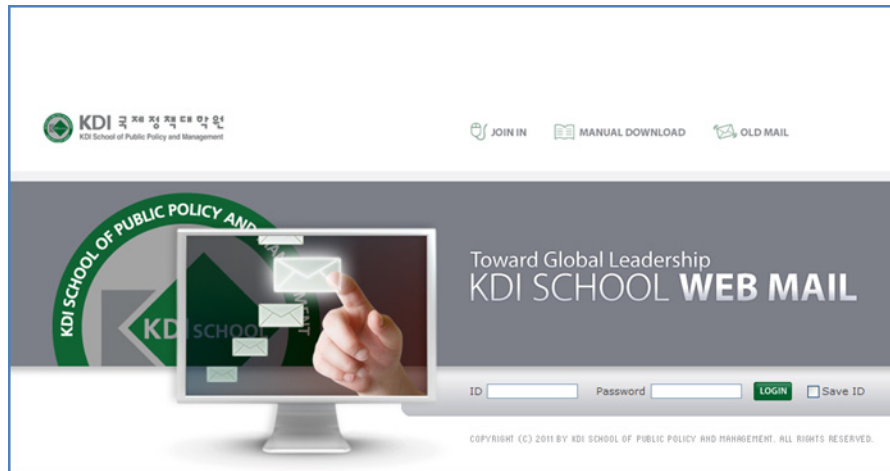 KDI 국제정책대학원
KDI School of Public Policy and Management
JOIN IN
MANUAL DOWNLOAD
OLD MAIL
KDI SCHOOL OF PUBLIC POLICY AND MANAGEMENT
KDI SCHOOL
Toward Global Leadership
KDI SCHOOL WEB MAIL
ID
Password
LOGIN
Save ID
COPYRIGHT (C) 2011 BY KDI SCHOOL OF PUBLIC POLICY AND MANAGEMENT. ALL RIGHTS RESERVED.